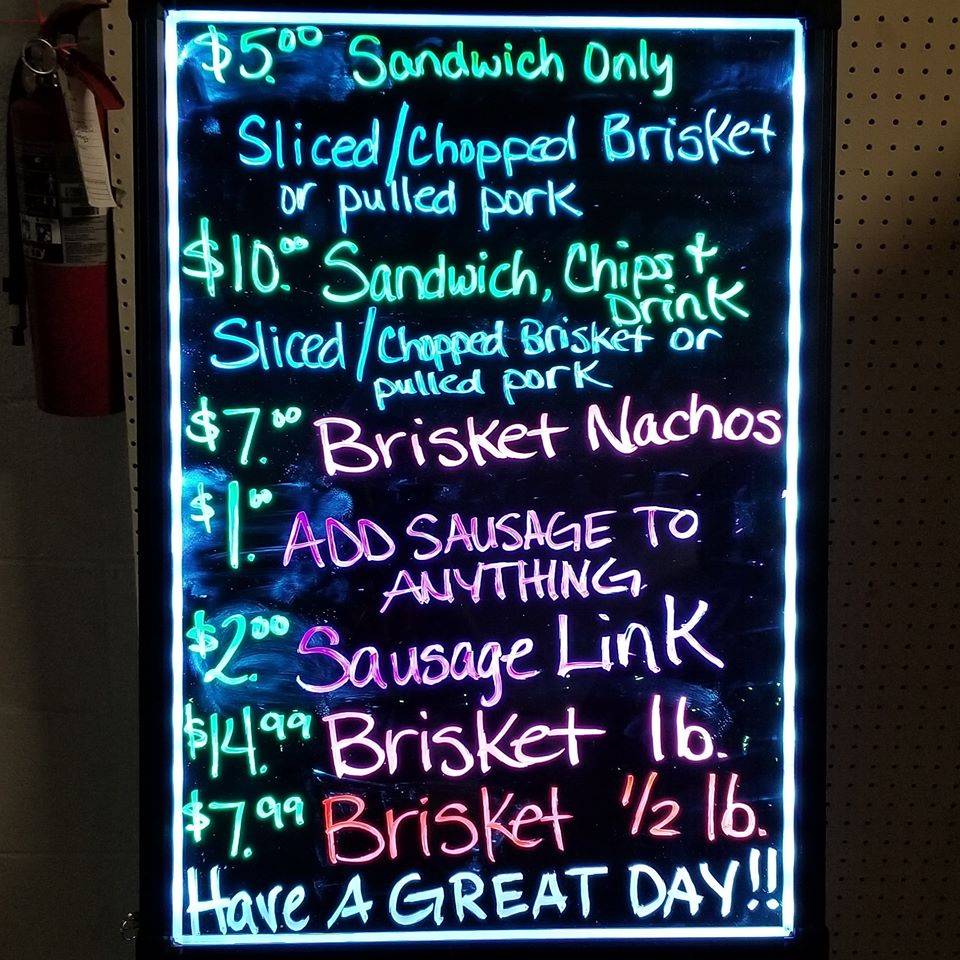 $5.00 Sandwich Only
Sliced/Chopped Brisket
or pulled pork
$10.00 Sandwich, Chips +
Drink
Sliced/Chopped Brisket or
pulled pork
$7.00 Brisket Nachos
$1.00 ADD SAUSAGE TO
ANYTHING
$2.00 Sausage Link
$14.99 Brisket lb.
$7.99 Brisket 1/2 lb.
Have A GREAT DAY!!